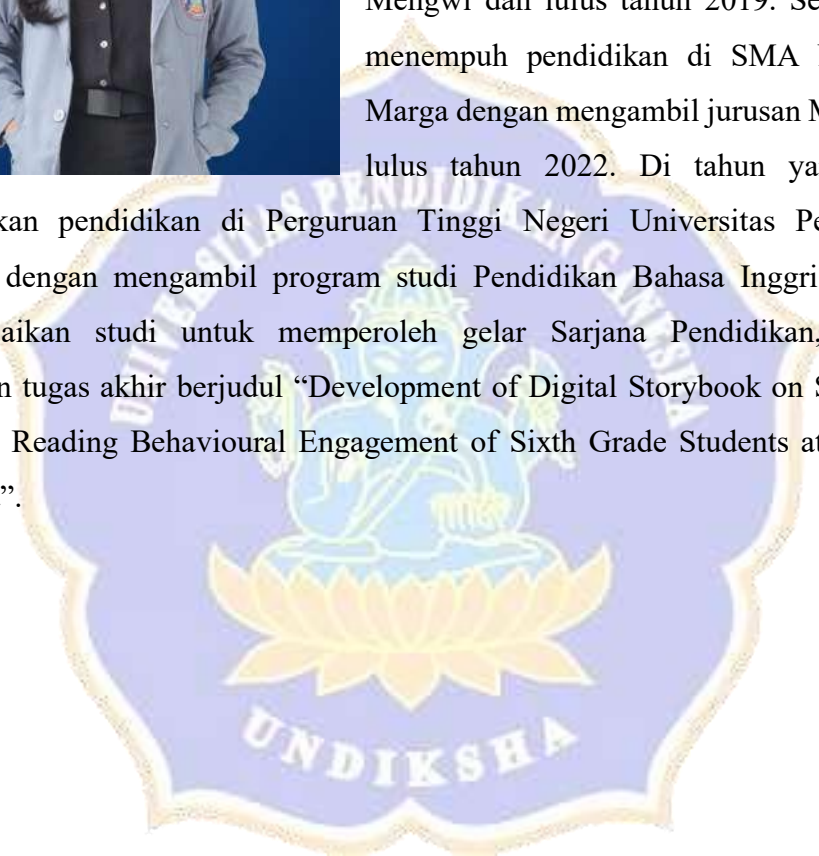 Mengwi dan lulus tahun 2019. Se
menempuh pendidikan di SMA
Marga dengan mengambil jurusan M
lulus tahun 2022. Di tahun ya
kan pendidikan di Perguruan Tinggi Negeri Universitas Pe
dengan mengambil program studi Pendidikan Bahasa Inggri
aikan studi untuk memperoleh gelar Sarjana Pendidikan,
n tugas akhir berjudul “Development of Digital Storybook on S
Reading Behavioural Engagement of Sixth Grade Students at
”.
UNIVERSITAS PENDIDIKAN GANESHA
UNDIKSHA